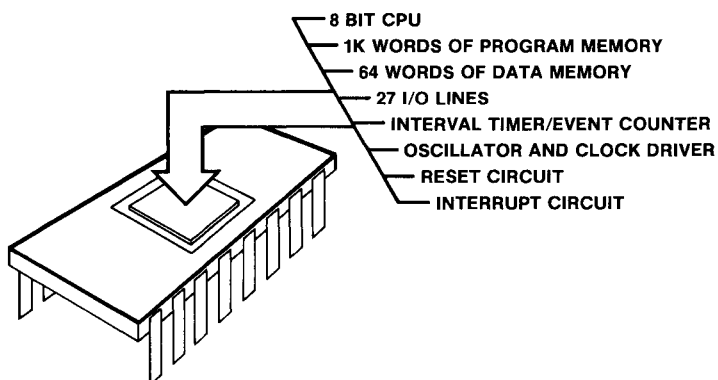 8 BIT CPU
1K WORDS OF PROGRAM MEMORY
64 WORDS OF DATA MEMORY
27 I/O LINES
INTERVAL TIMER/EVENT COUNTER
OSCILLATOR AND CLOCK DRIVER
RESET CIRCUIT
INTERRUPT CIRCUIT